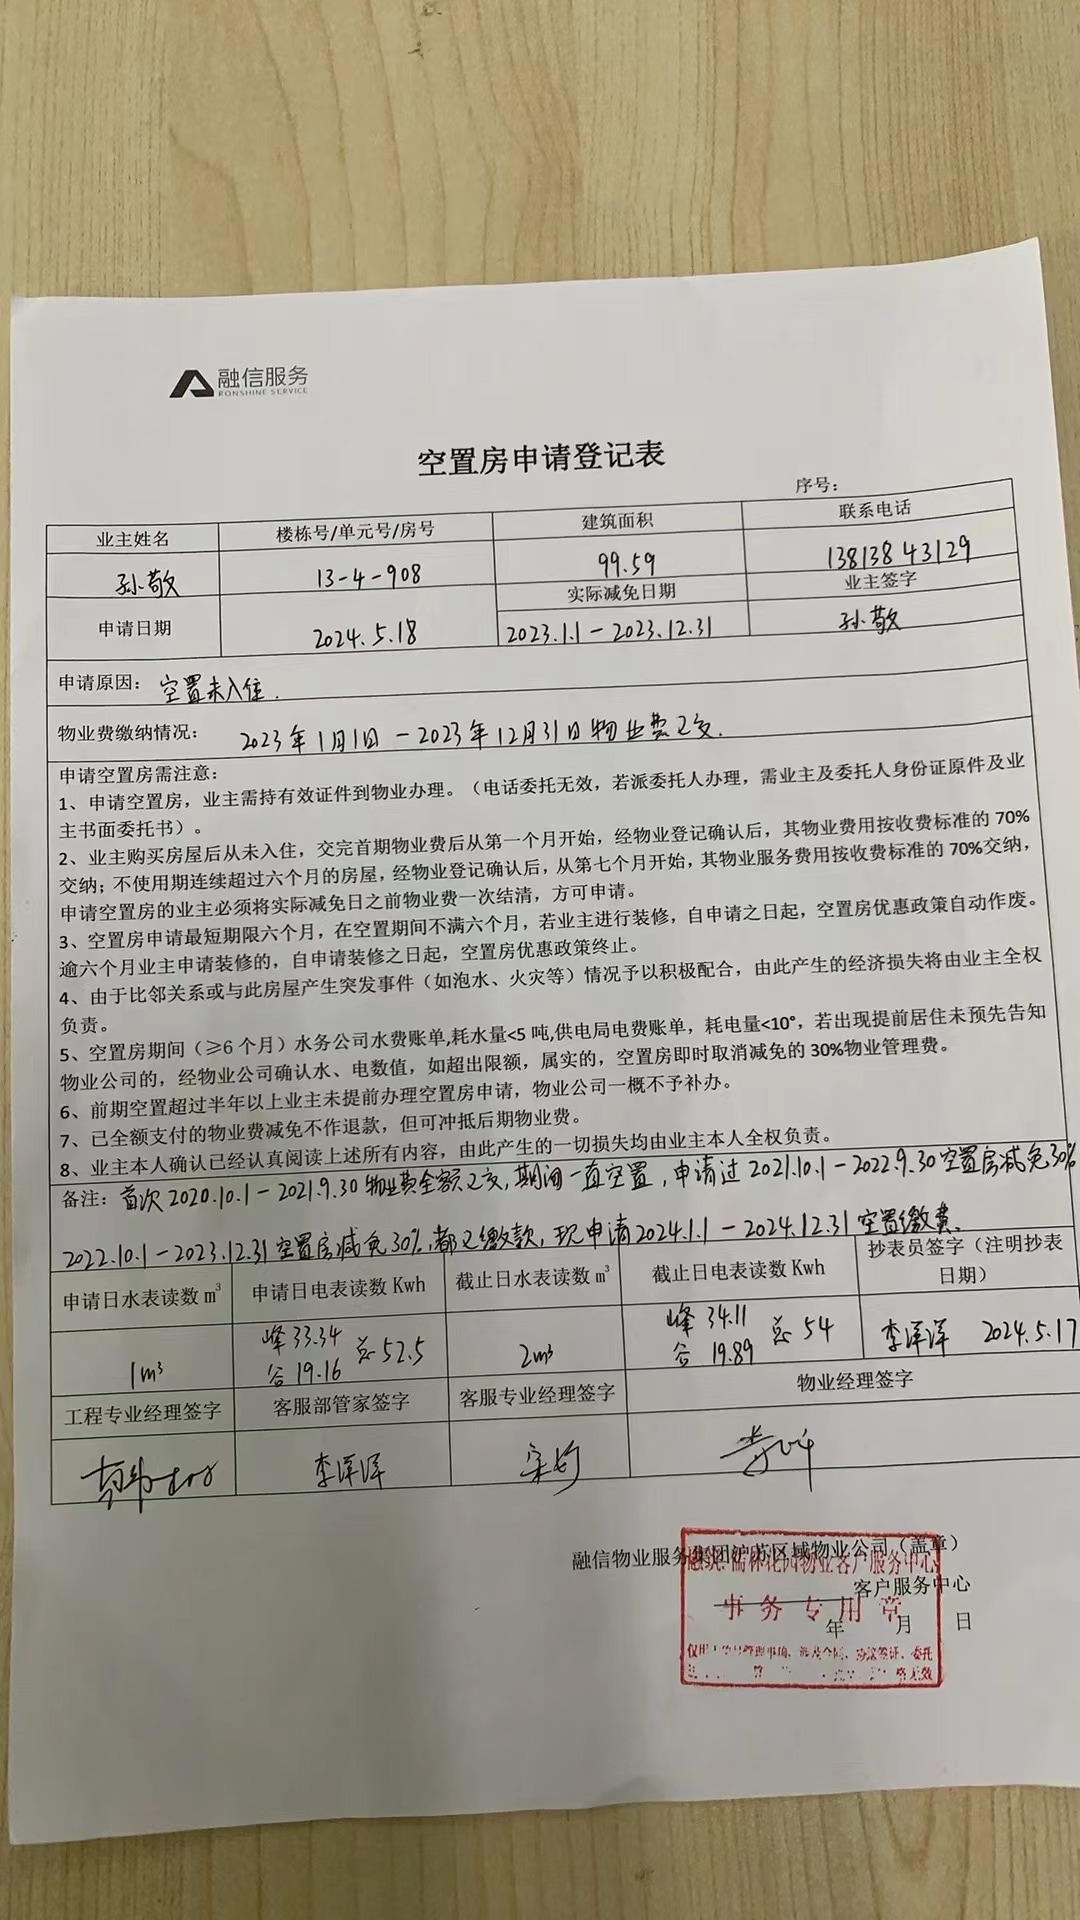 融信服务
RONSHINE SERVICE
空置房申请登记表
序号：
业主姓名 楼栋号/单元号/房号 建筑面积 联系电话
孙敬 13-4-908 99.59 13813843129
实际减免日期 业主签字
申请日期 2024.5.18 2023.1.1-2023.12.31 孙敬
申请原因：空置未入住.
物业费缴纳情况：2023年1月1日-2023年12月31日物业费已交.
申请空置房需注意：
1、申请空置房，业主需持有效证件到物业办理。（电话委托无效，若派委托人办理，需业主及委托人身份证原件及业
主书面委托书）。
2、业主购买房屋后从未入住，交完首期物业费后从第一个月开始，经物业登记确认后，其物业费用按收费标准的 70%
交纳；不使用期连续超过六个月的房屋，经物业登记确认后，从第七个月开始，其物业服务费用按收费标准的 70%交纳，
申请空置房的业主必须将实际减免日之前物业费一次结清，方可申请。
3、空置房申请最短期限六个月，在空置期间不满六个月，若业主进行装修，自申请之日起，空置房优惠政策自动作废。
逾六个月业主申请装修的，自申请装修之日起，空置房优惠政策终止。
4、由于比邻关系或与此房屋产生突发事件（如泡水、火灾等）情况予以积极配合，由此产生的经济损失将由业主全权
负责。
5、空置房期间（≥6 个月）水务公司水费账单,耗水量<5 吨,供电局电费账单，耗电量<10°，若出现提前居住未预先告知
物业公司的，经物业公司确认水、电数值，如超出限额，属实的，空置房即时取消减免的 30%物业管理费。
6、前期空置超过半年以上业主未提前办理空置房申请，物业公司一概不予补办。
7、已全额支付的物业费减免不作退款，但可冲抵后期物业费。
8、业主本人确认已经认真阅读上述所有内容，由此产生的一切损失均由业主本人全权负责。
备注：首次2020.10.1-2021.9.30物业费全额已交，期间一直空置，申请过2021.10.1-2022.9.30空置房减免30%
2022.10.1-2023.12.31空置房减免30%，都已缴款，现申请2024.1.1-2024.12.31空置缴费.
申请日水表读数 m³ 申请日电表读数 Kwh 截止日水表读数 m³ 截止日电表读数 Kwh 抄表员签字（注明抄表
日期）
1m³ 峰33.34 谷19.16 总52.5 2m³ 峰34.11 谷19.89 总54 李洋洋 2024.5.17
工程专业经理签字 客服部管家签字 客服专业经理签字 物业经理签字
李洋洋
融信物业服务集团沪苏区域物业公司（盖章）
物业客户服务中心
客户服务中心
事务专用章
年 月 日